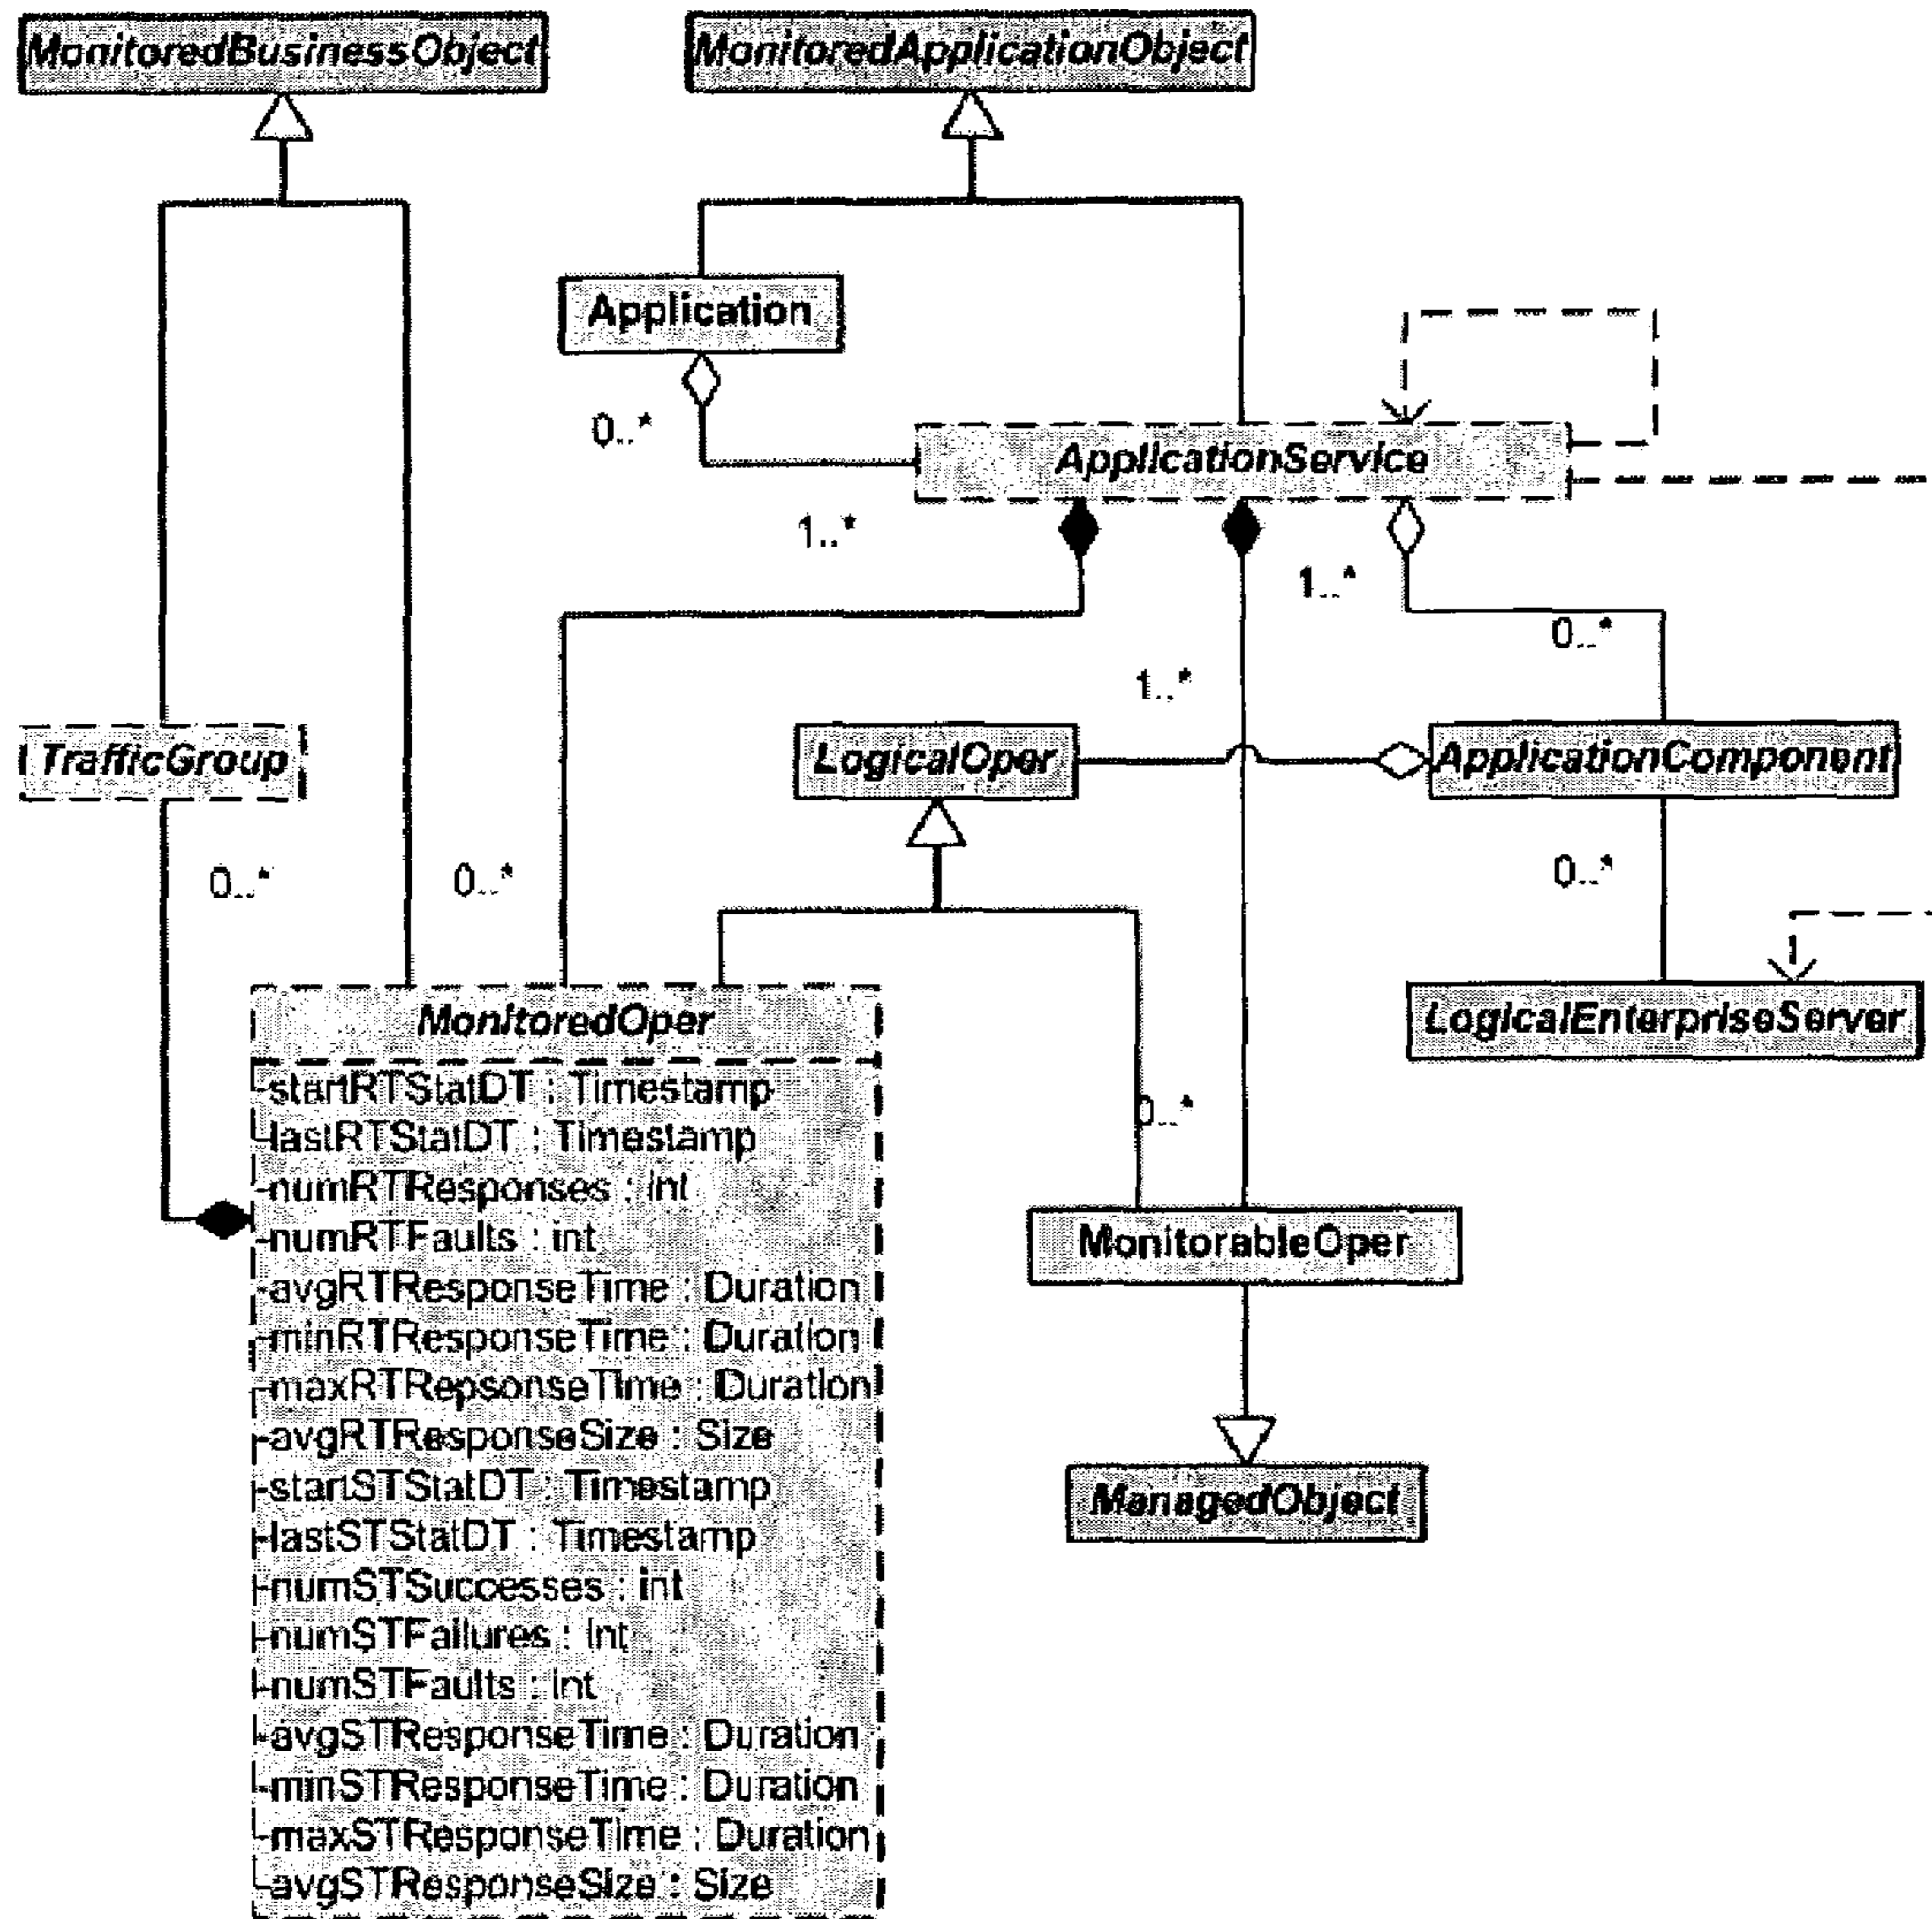 MonitoredBusinessObject
MonitoredApplicationObject
Application
0..*
ApplicationService
1..*
1..*
0..*
1..*
TrafficGroup
LogicalOper
ApplicationComponent
0..*
0..*
0..*
MonitoredOper
LogicalEnterpriseServer
-startRTStatDT : Timestamp
-lastRTStatDT : Timestamp
0..*
-numRTResponses : int
-numRTFaults : int
MonitorableOper
-avgRTResponseTime : Duration
-minRTResponseTime : Duration
-maxRTRepsonseTime : Duration
-avgRTResponseSize : Size
-startSTStatDT : Timestamp
ManagedObject
-lastSTStatDT : Timestamp
-numSTSuccesses : int
-numSTFailures : int
-numSTFaults : int
-avgSTResponseTime : Duration
-minSTResponseTime : Duration
-maxSTResponseTime : Duration
-avgSTResponseSize : Size